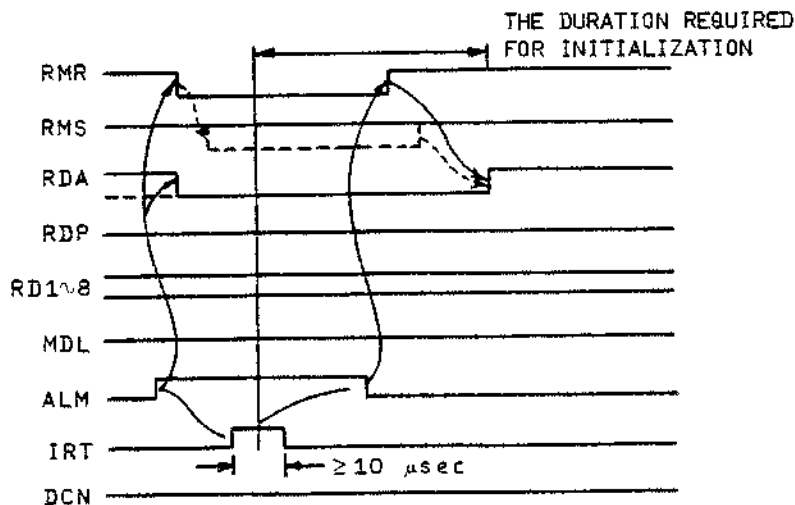 THE DURATION REQUIRED
FOR INITIALIZATION
RMR
RMS
RDA
RDP
RD1~8
MDL
ALM
IRT
≥10 μsec
DCN